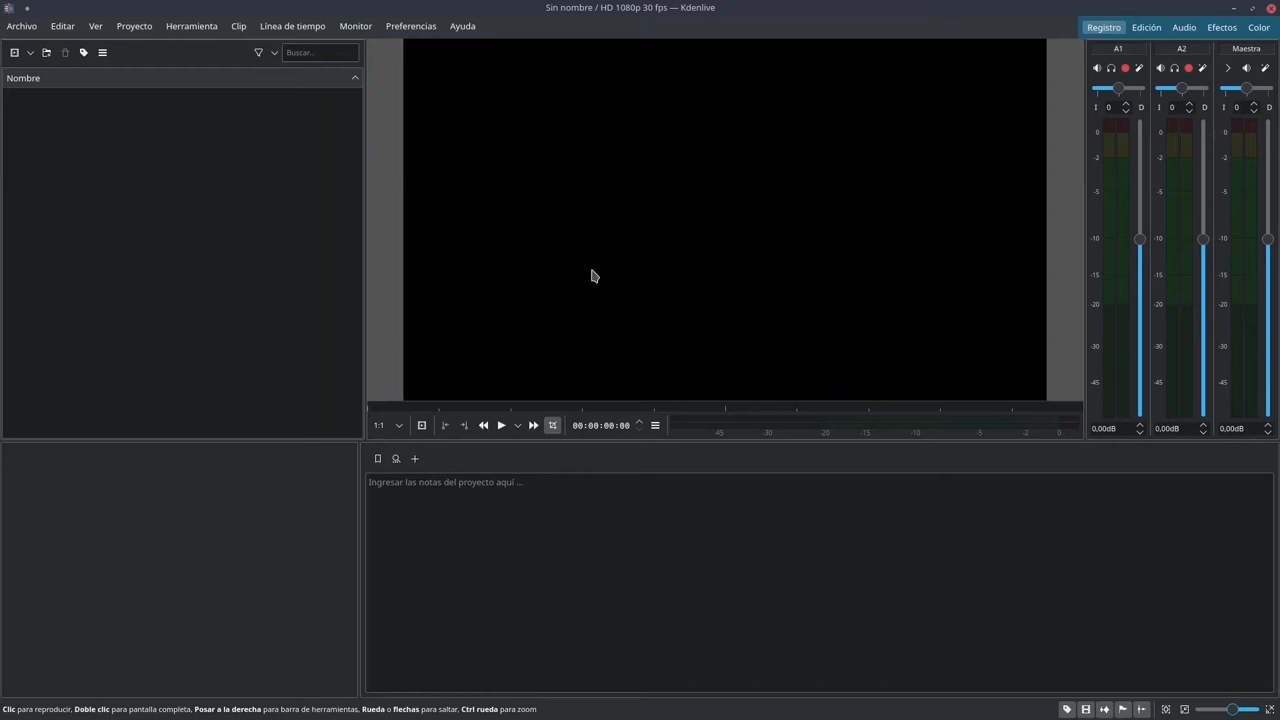 Sin nombre / HD 1080p 30 fps — Kdenlive
Archivo Editar Ver Proyecto Herramienta Clip Línea de tiempo Monitor Preferencias Ayuda
Registro Edición Audio Efectos Color
Buscar...
Nombre
A1 A2 Maestra
I 0 D I 0 D I 0 D
0 0 0
-2 -2 -2
-5 -5 -5
-10 -10 -10
-15 -15 -15
-20 -20 -20
-30 -30 -30
-45 -45 -45
0,00dB 0,00dB 0,00dB
1:1 00:00:00:00
-45 -30 -20 -15 -10 -5 -2 0
Ingresar las notas del proyecto aquí ...
Clic para reproducir, Doble clic para pantalla completa, Posar a la derecha para barra de herramientas, Rueda o flechas para saltar, Ctrl rueda para zoom